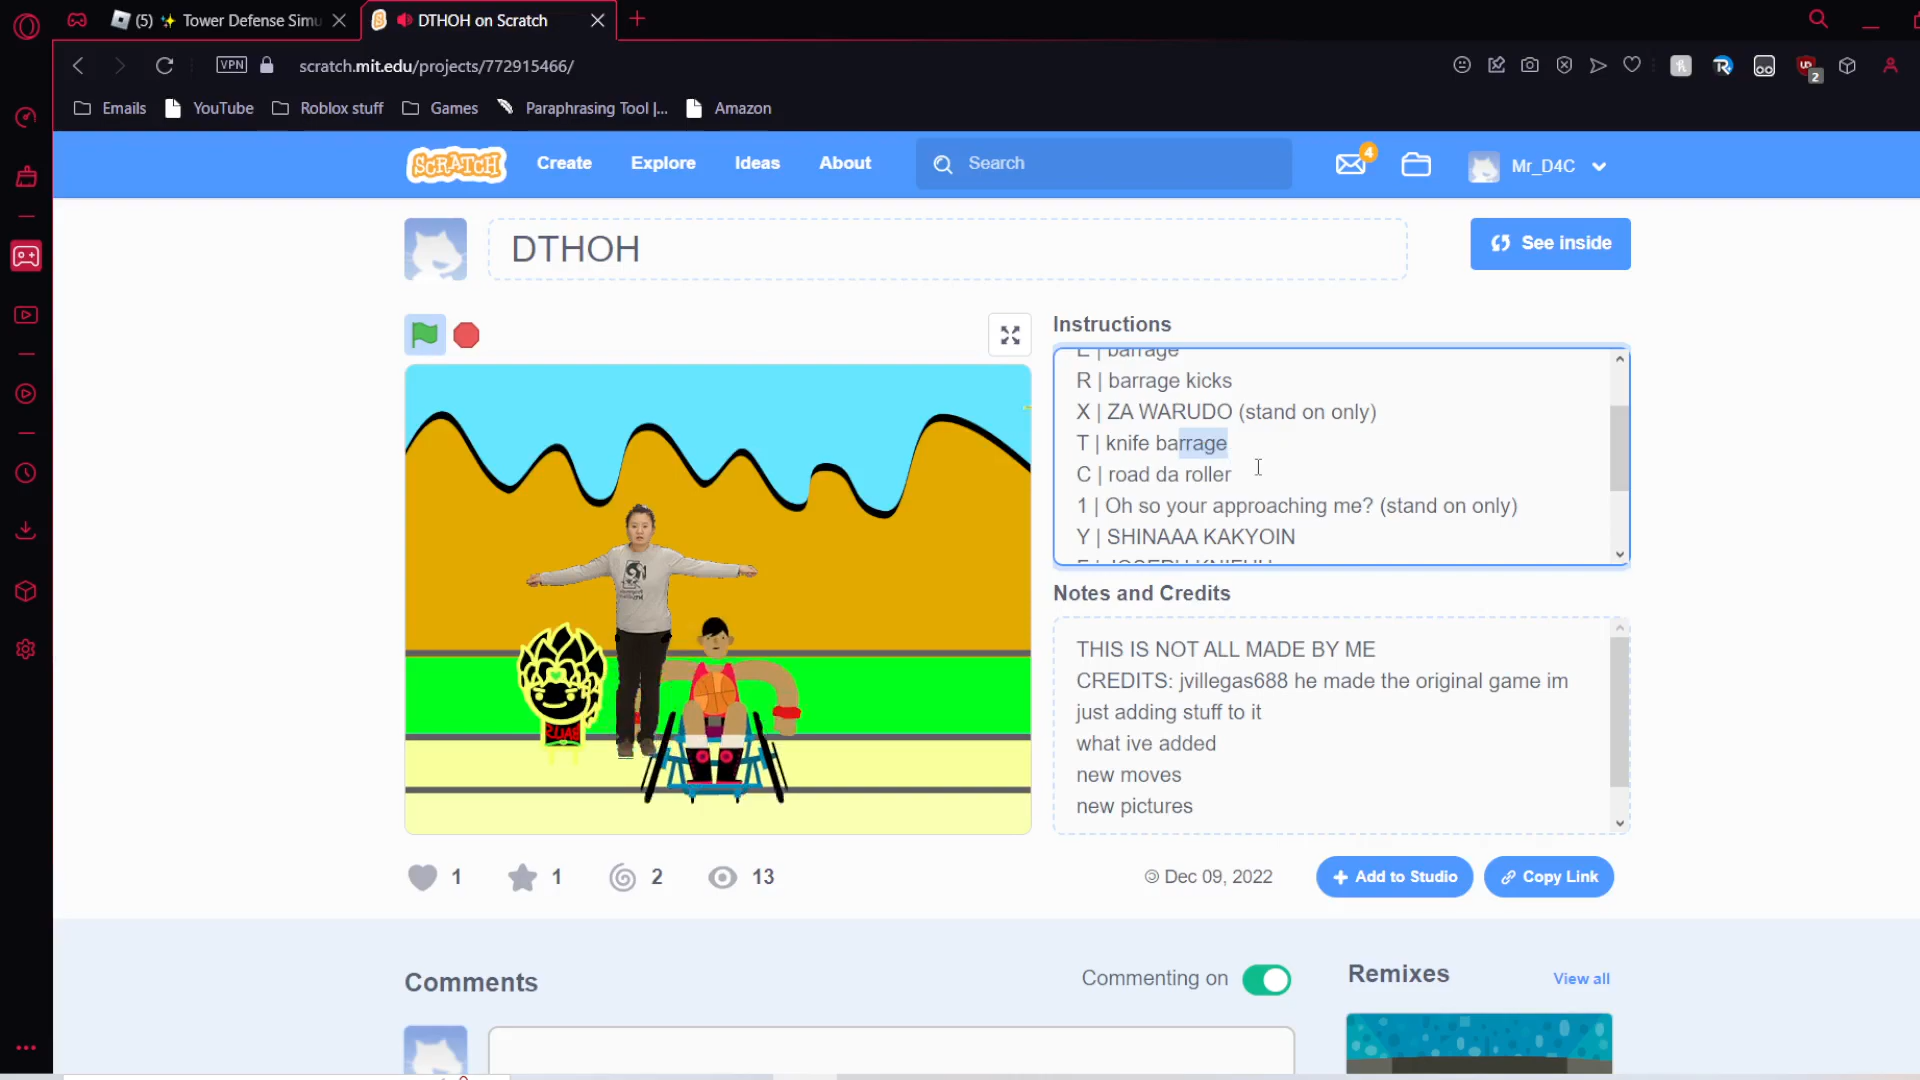 (5) ✨ Tower Defense Simu
DTHOH on Scratch
VPN
scratch.mit.edu/projects/772915466/
2
Emails
YouTube
Roblox stuff
Games
Paraphrasing Tool |...
Amazon
SCRATCH
Create
Explore
Ideas
About
Search
4
Mr_D4C
DTHOH
See inside
Instructions
E | barrage
R | barrage kicks
X | ZA WARUDO (stand on only)
T | knife barrage
C | road da roller
1 | Oh so your approaching me? (stand on only)
Y | SHINAAA KAKYOIN
Notes and Credits
THIS IS NOT ALL MADE BY ME
CREDITS: jvillegas688 he made the original game im
just adding stuff to it
what ive added
new moves
new pictures
1
1
2
13
Dec 09, 2022
Add to Studio
Copy Link
Comments
Commenting on
Remixes
View all